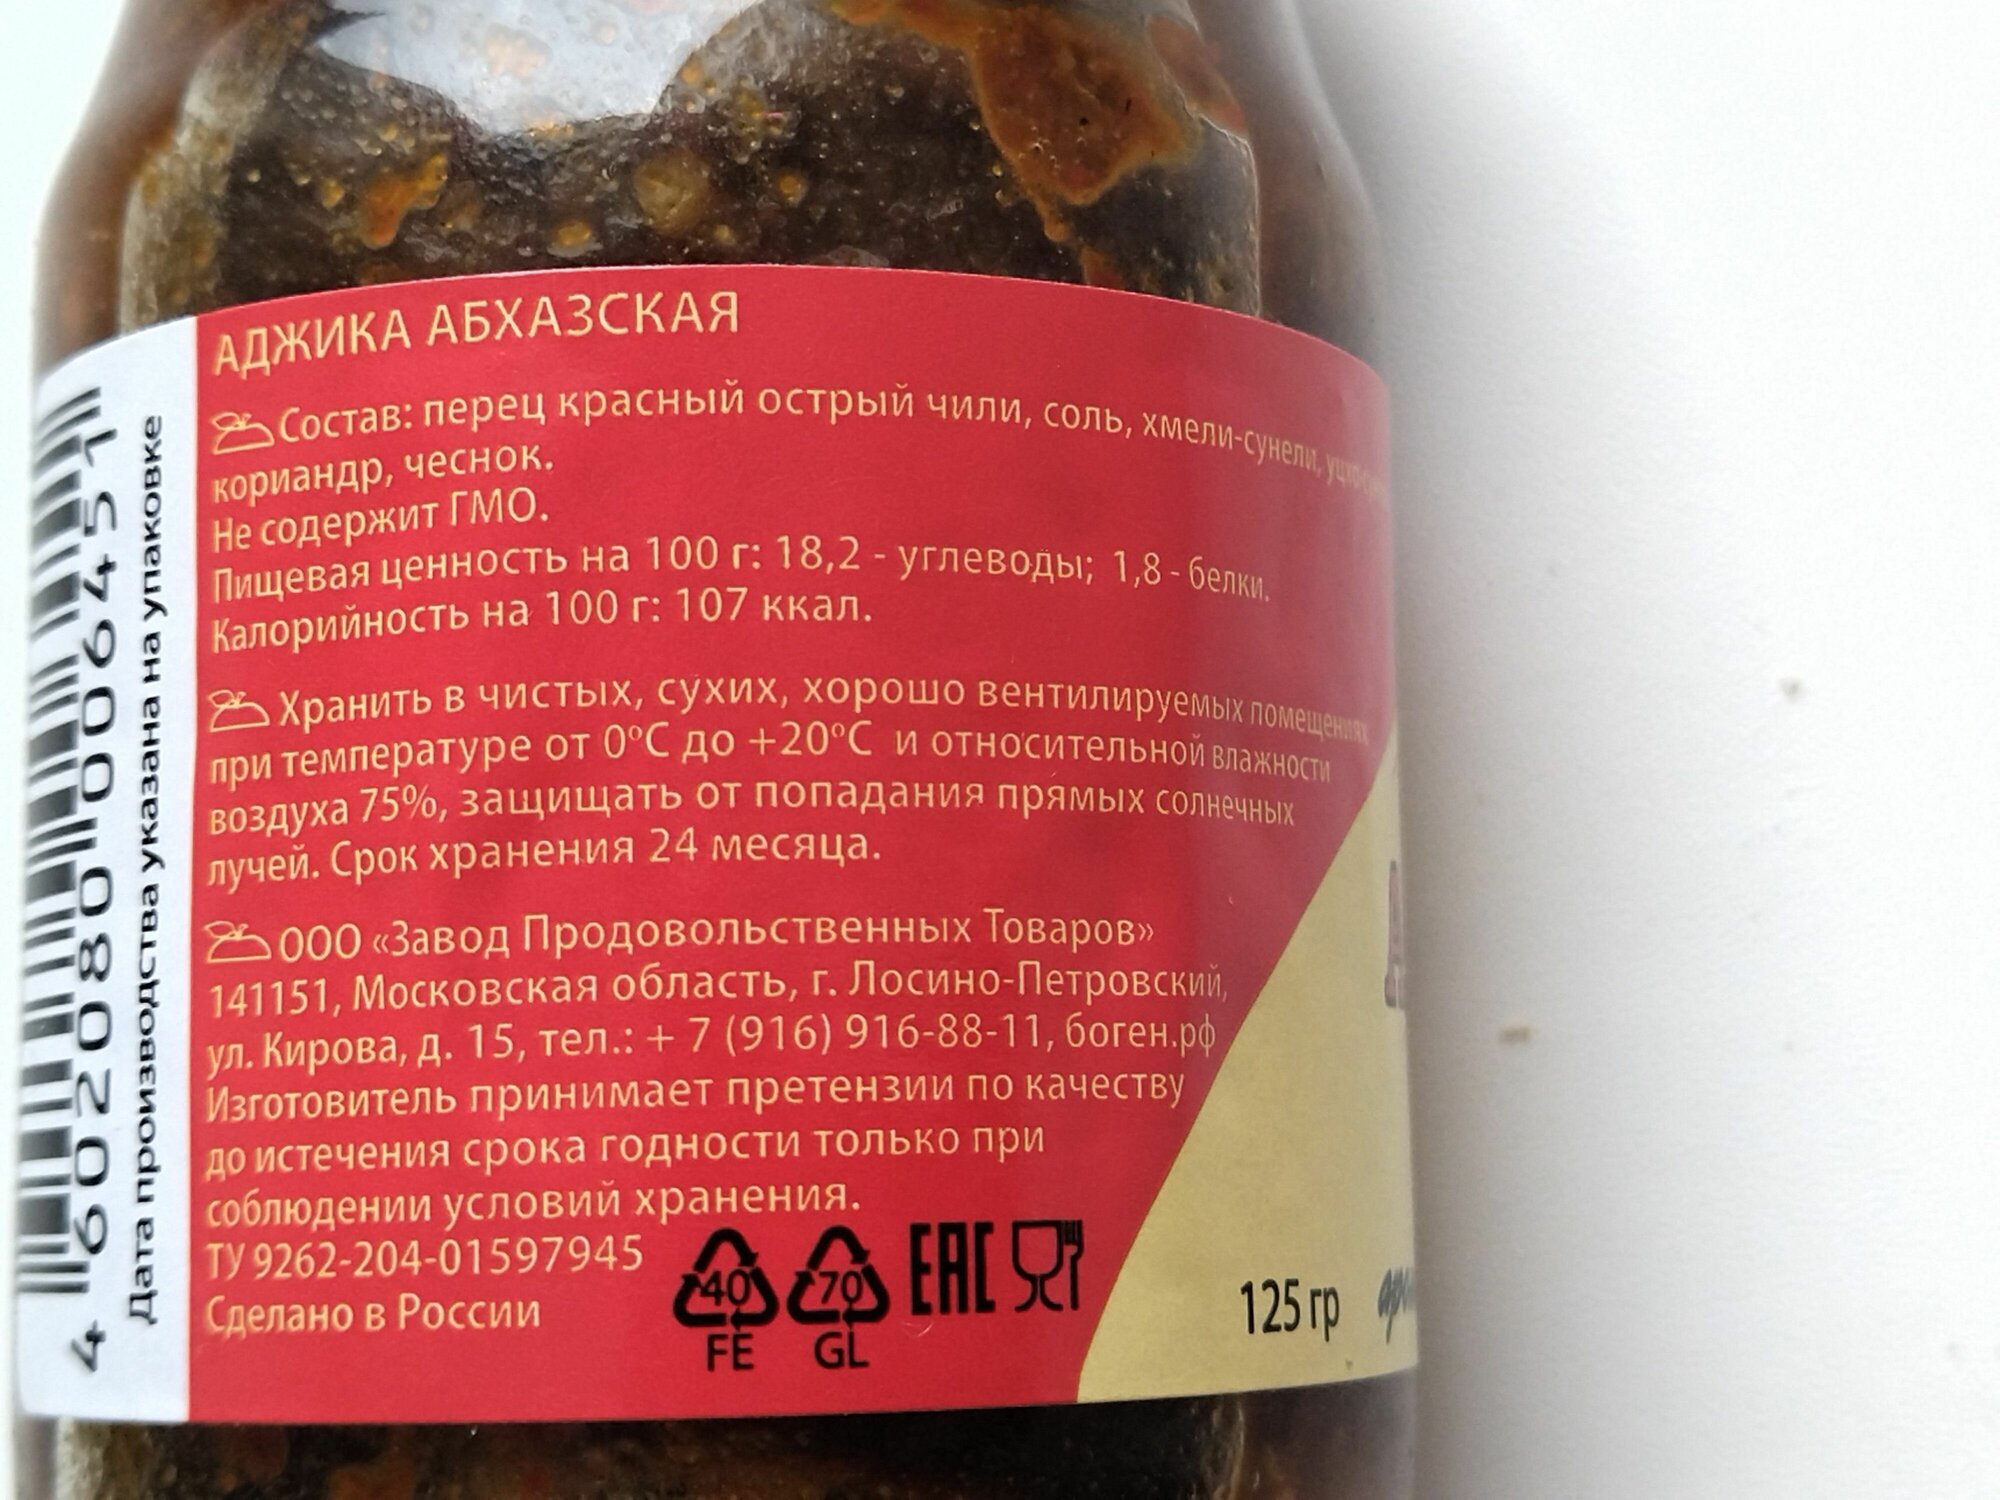 АДЖИКА АБХАЗСКАЯ
Состав: перец красный острый чили, соль, хмели-сунели,
кориандр, чеснок.
Не содержит ГМО.
Пищевая ценность на 100 г: 18,2 - углеводы; 1,8 - белки.
Калорийность на 100 г: 107 ккал.
Хранить в чистых, сухих, хорошо вентилируемых помещениях
при температуре от 0°С до +20°С и относительной влажности
воздуха 75%, защищать от попадания прямых солнечных
лучей. Срок хранения 24 месяца.
ООО «Завод Продовольственных Товаров»
141151, Московская область, г. Лосино-Петровский,
ул. Кирова, д. 15, тел.: + 7 (916) 916-88-11, боген.рф
Изготовитель принимает претензии по качеству
до истечения срока годности только при
соблюдении условий хранения.
ТУ 9262-204-01597945
Сделано в России
40
FE
70
GL
EAC
125 гр
4 602080 006451
Дата производства указана на упаковке